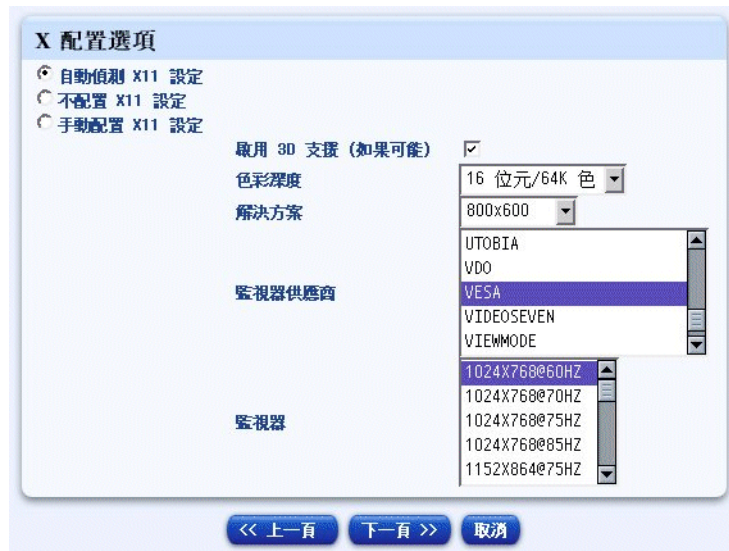 X 配置選項
自動偵測 X11 設定
不配置 X11 設定
手動配置 X11 設定
啟用 3D 支援 (如果可能)
色彩深度 16 位元/64K 色
解決方案 800x600
監視器供應商
UTOBIA
VDO
VESA
VIDEOSEVEN
VIEWMODE
監視器
1024X768@60HZ
1024X768@70HZ
1024X768@75HZ
1024X768@85HZ
1152X864@75HZ
<< 上一頁 下一頁 >> 取消